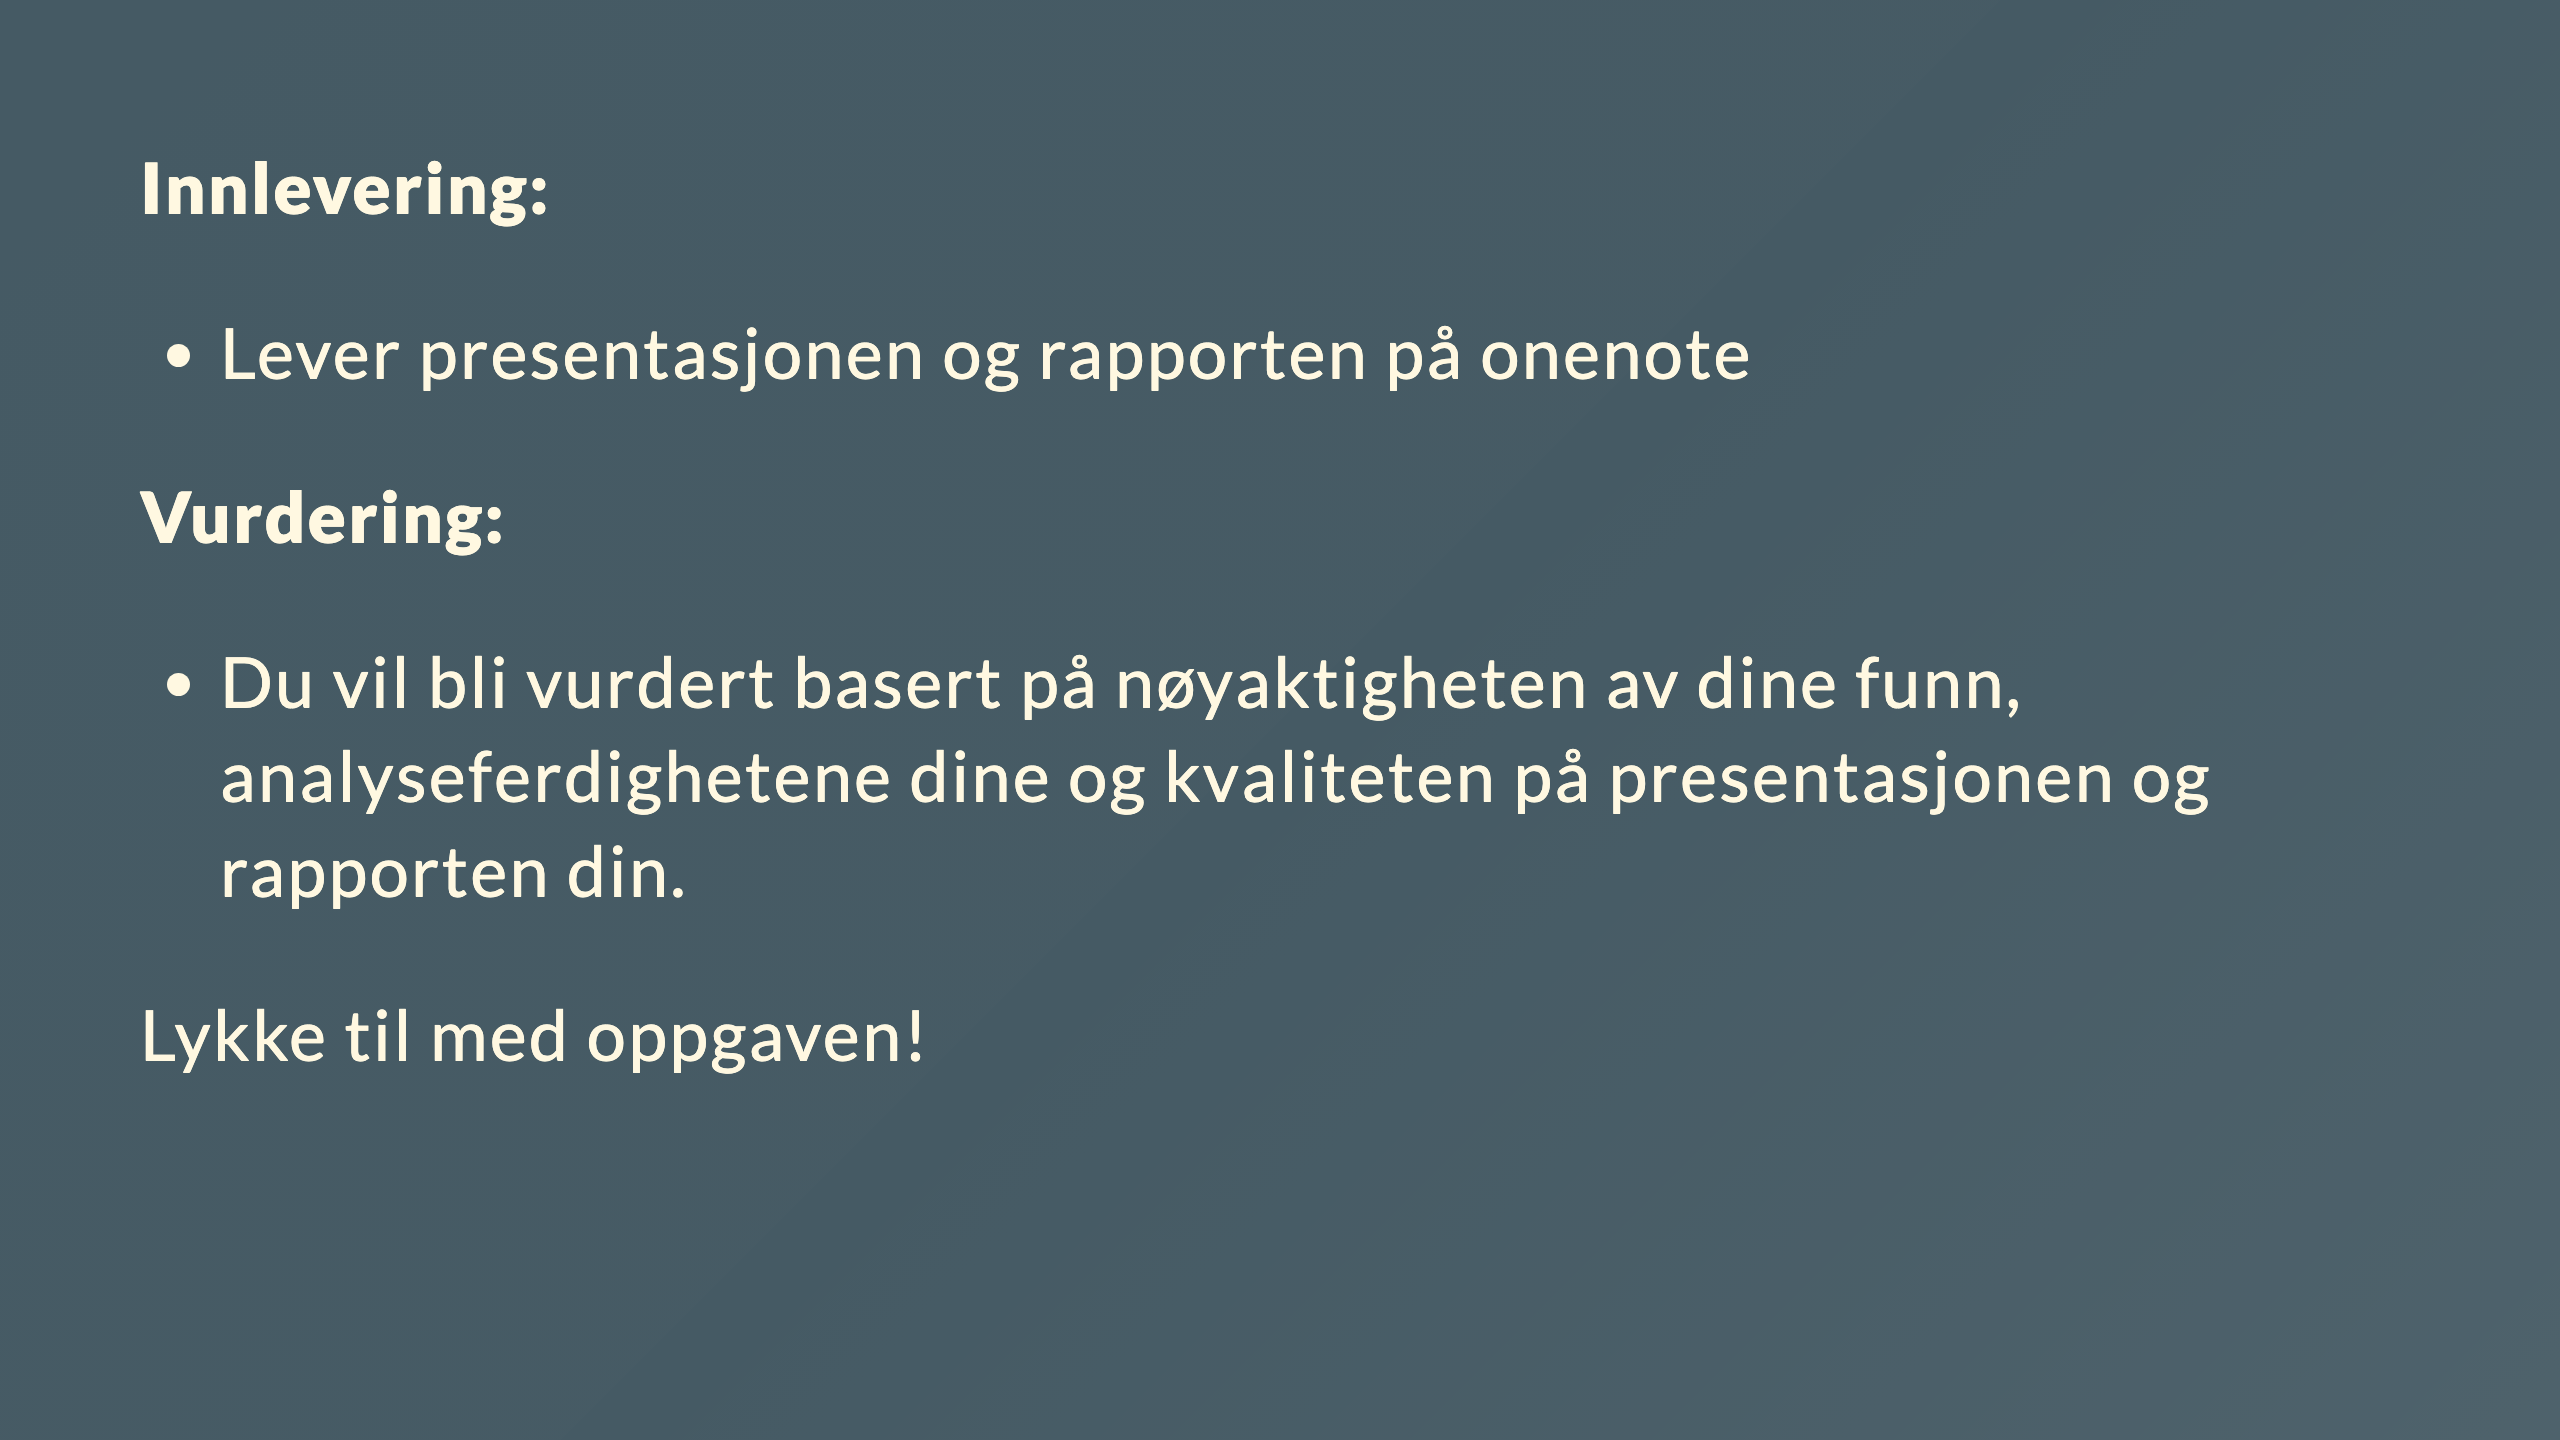 Innlevering:
• Lever presentasjonen og rapporten på onenote
Vurdering:
• Du vil bli vurdert basert på nøyaktigheten av dine funn,
analyseferdighetene dine og kvaliteten på presentasjonen og
rapporten din.
Lykke til med oppgaven!